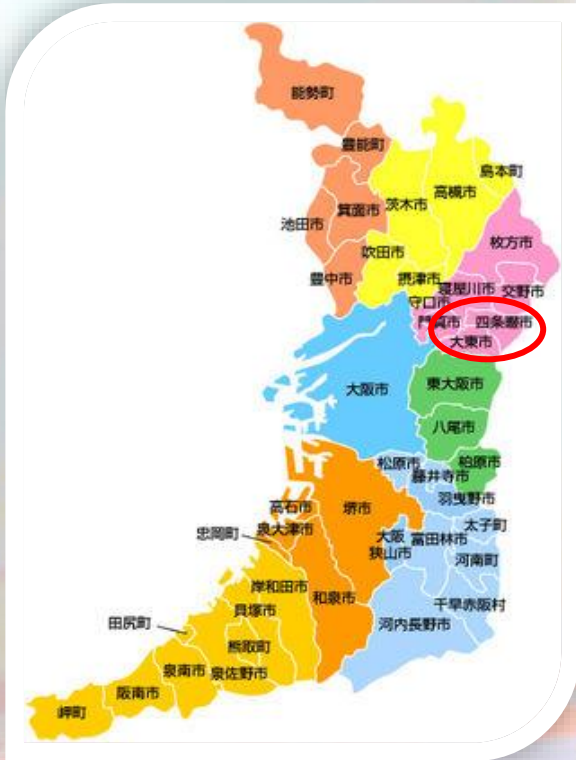 能勢町
豊能町
島本町
高槻市
茨木市
箕面市
池田市
枚方市
吹田市
豊中市
摂津市
寝屋川市
交野市
守口市
門真市
四条畷市
大東市
大阪市
東大阪市
八尾市
松原市
柏原市
藤井寺市
羽曳野市
高石市
堺市
泉大津市
忠岡町
大阪
狭山市
富田林市
太子町
河南町
岸和田市
和泉市
千早赤阪村
貝塚市
田尻町
河内長野市
熊取町
泉南市
泉佐野市
阪南市
岬町